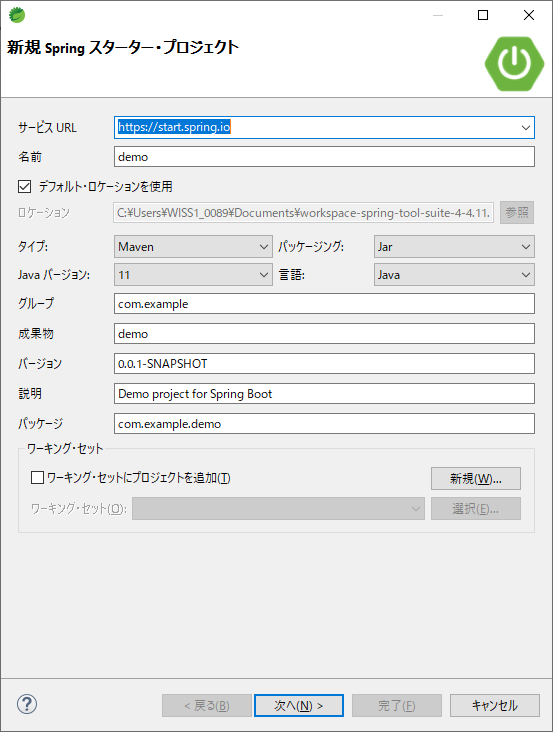 新規 Spring スターター・プロジェクト
サービス URL https://start.spring.io
名前 demo
デフォルト・ロケーションを使用
ロケーション C:¥Users¥WISS1_0089¥Documents¥workspace-spring-tool-suite-4-4.11. 参照
タイプ: Maven パッケージング: Jar
Java バージョン: 11 言語: Java
グループ com.example
成果物 demo
バージョン 0.0.1-SNAPSHOT
説明 Demo project for Spring Boot
パッケージ com.example.demo
ワーキング・セット
ワーキング・セットにプロジェクトを追加(T) 新規(W)...
ワーキング・セット(O): 選択(E)...
? < 戻る(B) 次へ(N) > 完了(F) キャンセル